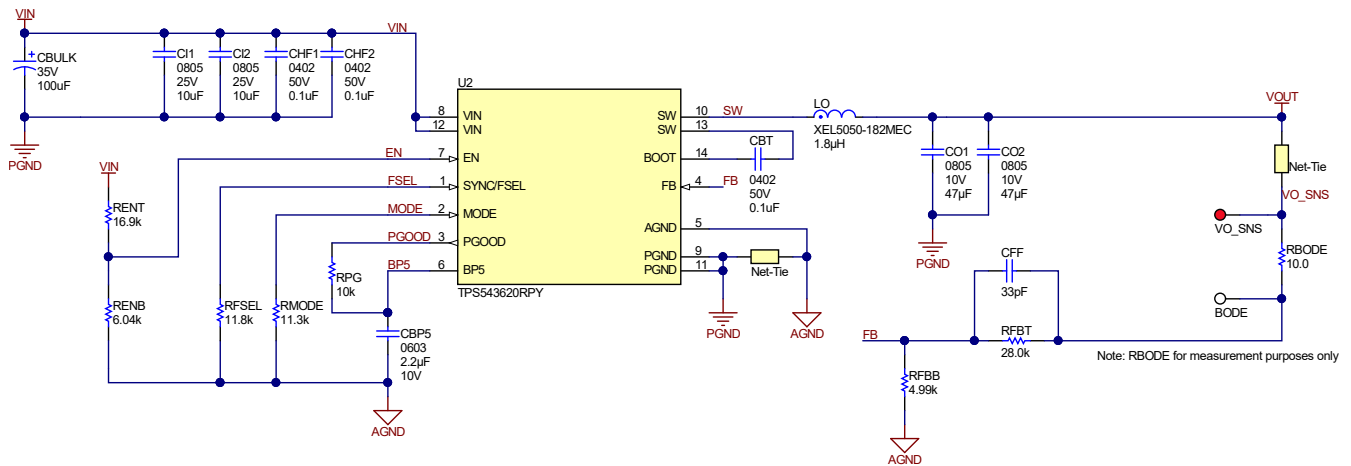 VIN
VIN
CBULK
35V
100uF
+
CI1
0805
25V
10uF
CI2
0805
25V
10uF
CHF1
0402
50V
0.1uF
CHF2
0402
50V
0.1uF
PGND
U2
8
VIN
12
VIN
EN
7
EN
FSEL
1
SYNC/FSEL
MODE
2
MODE
PGOOD
3
PGOOD
BP5
6
BP5
SW
10
SW
SW
13
BOOT
14
FB
4
FB
AGND
5
PGND
9
PGND
11
TPS543620RPY
VIN
RENT
16.9k
RENB
6.04k
RFSEL
11.8k
RMODE
11.3k
RPG
10k
CBP5
0603
2.2µF
10V
AGND
CBT
0402
50V
0.1uF
LO
XEL5050-182MEC
1.8µH
Net-Tie
PGND
AGND
CO1
0805
10V
47µF
CO2
0805
10V
47µF
PGND
VOUT
Net-Tie
VO_SNS
VO_SNS
RBODE
10.0
BODE
CFF
33pF
FB
RFBT
28.0k
RFBB
4.99k
AGND
Note: RBODE for measurement purposes only